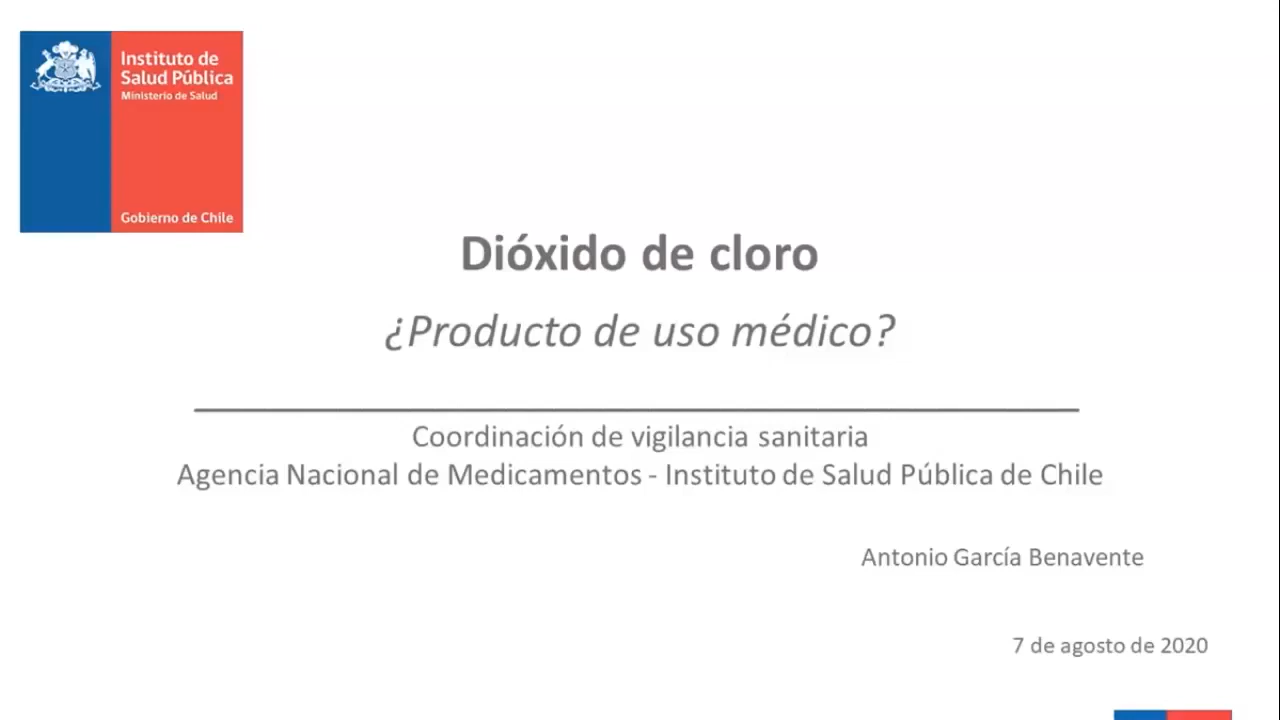 Instituto de
Salud Pública
Ministerio de Salud
Gobierno de Chile
Dióxido de cloro
¿Producto de uso médico?
Coordinación de vigilancia sanitaria
Agencia Nacional de Medicamentos - Instituto de Salud Pública de Chile
Antonio García Benavente
7 de agosto de 2020